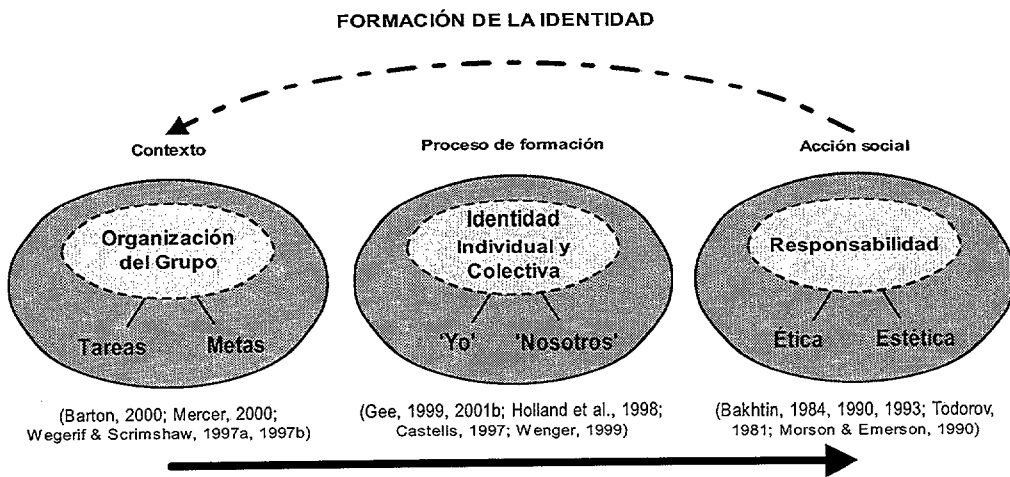 FORMACIÓN DE LA IDENTIDAD
Contexto
Organización
del Grupo
Tareas
Metas
(Barton, 2000; Mercer, 2000;
Wegerif & Scrimshaw, 1997a, 1997b)
Proceso de formación
Identidad
Individual y
Colectiva
'Yo'
'Nosotros'
(Gee, 1999, 2001b; Holland et al., 1998;
Castells, 1997; Wenger, 1999)
Acción social
Responsabilidad
Ética
Estética
(Bakhtin, 1984, 1990, 1993; Todorov,
1981; Morson & Emerson, 1990)